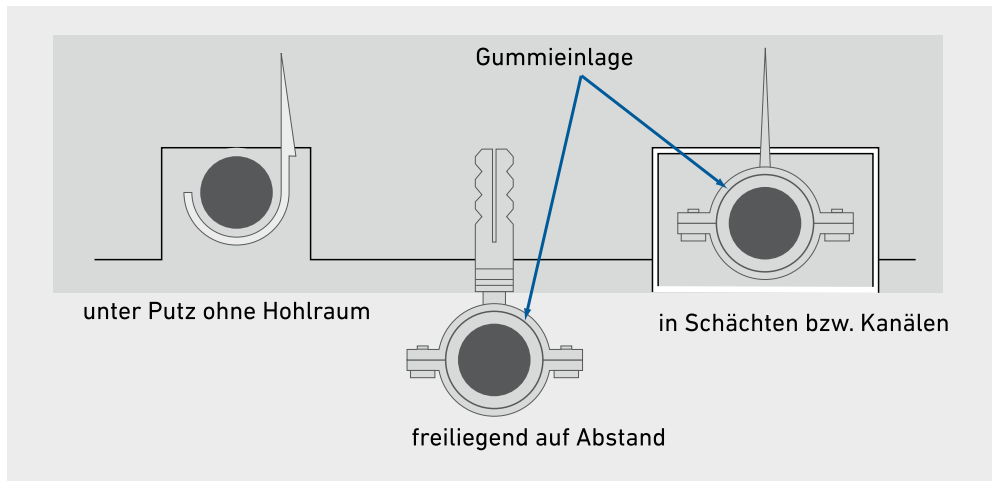 Gummieinlage
unter Putz ohne Hohlraum
in Schächten bzw. Kanälen
freiliegend auf Abstand